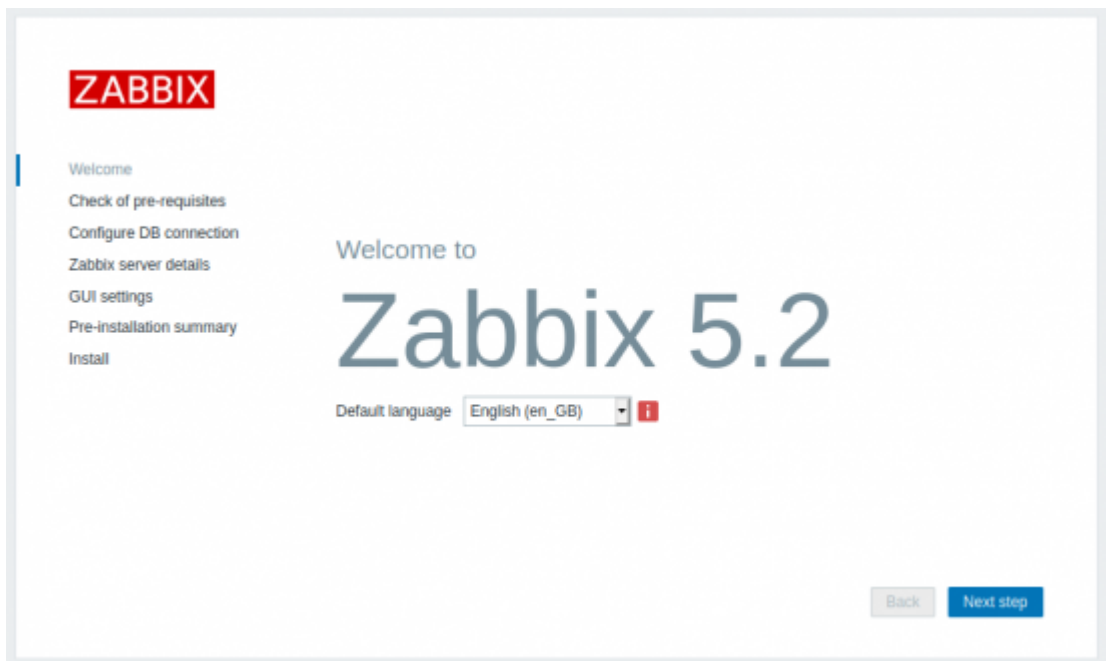 ZABBIX
Welcome
Check of pre-requisites
Configure DB connection
Zabbix server details
GUI settings
Pre-installation summary
Install
Welcome to
Zabbix 5.2
Default language English (en_GB) i
Back Next step